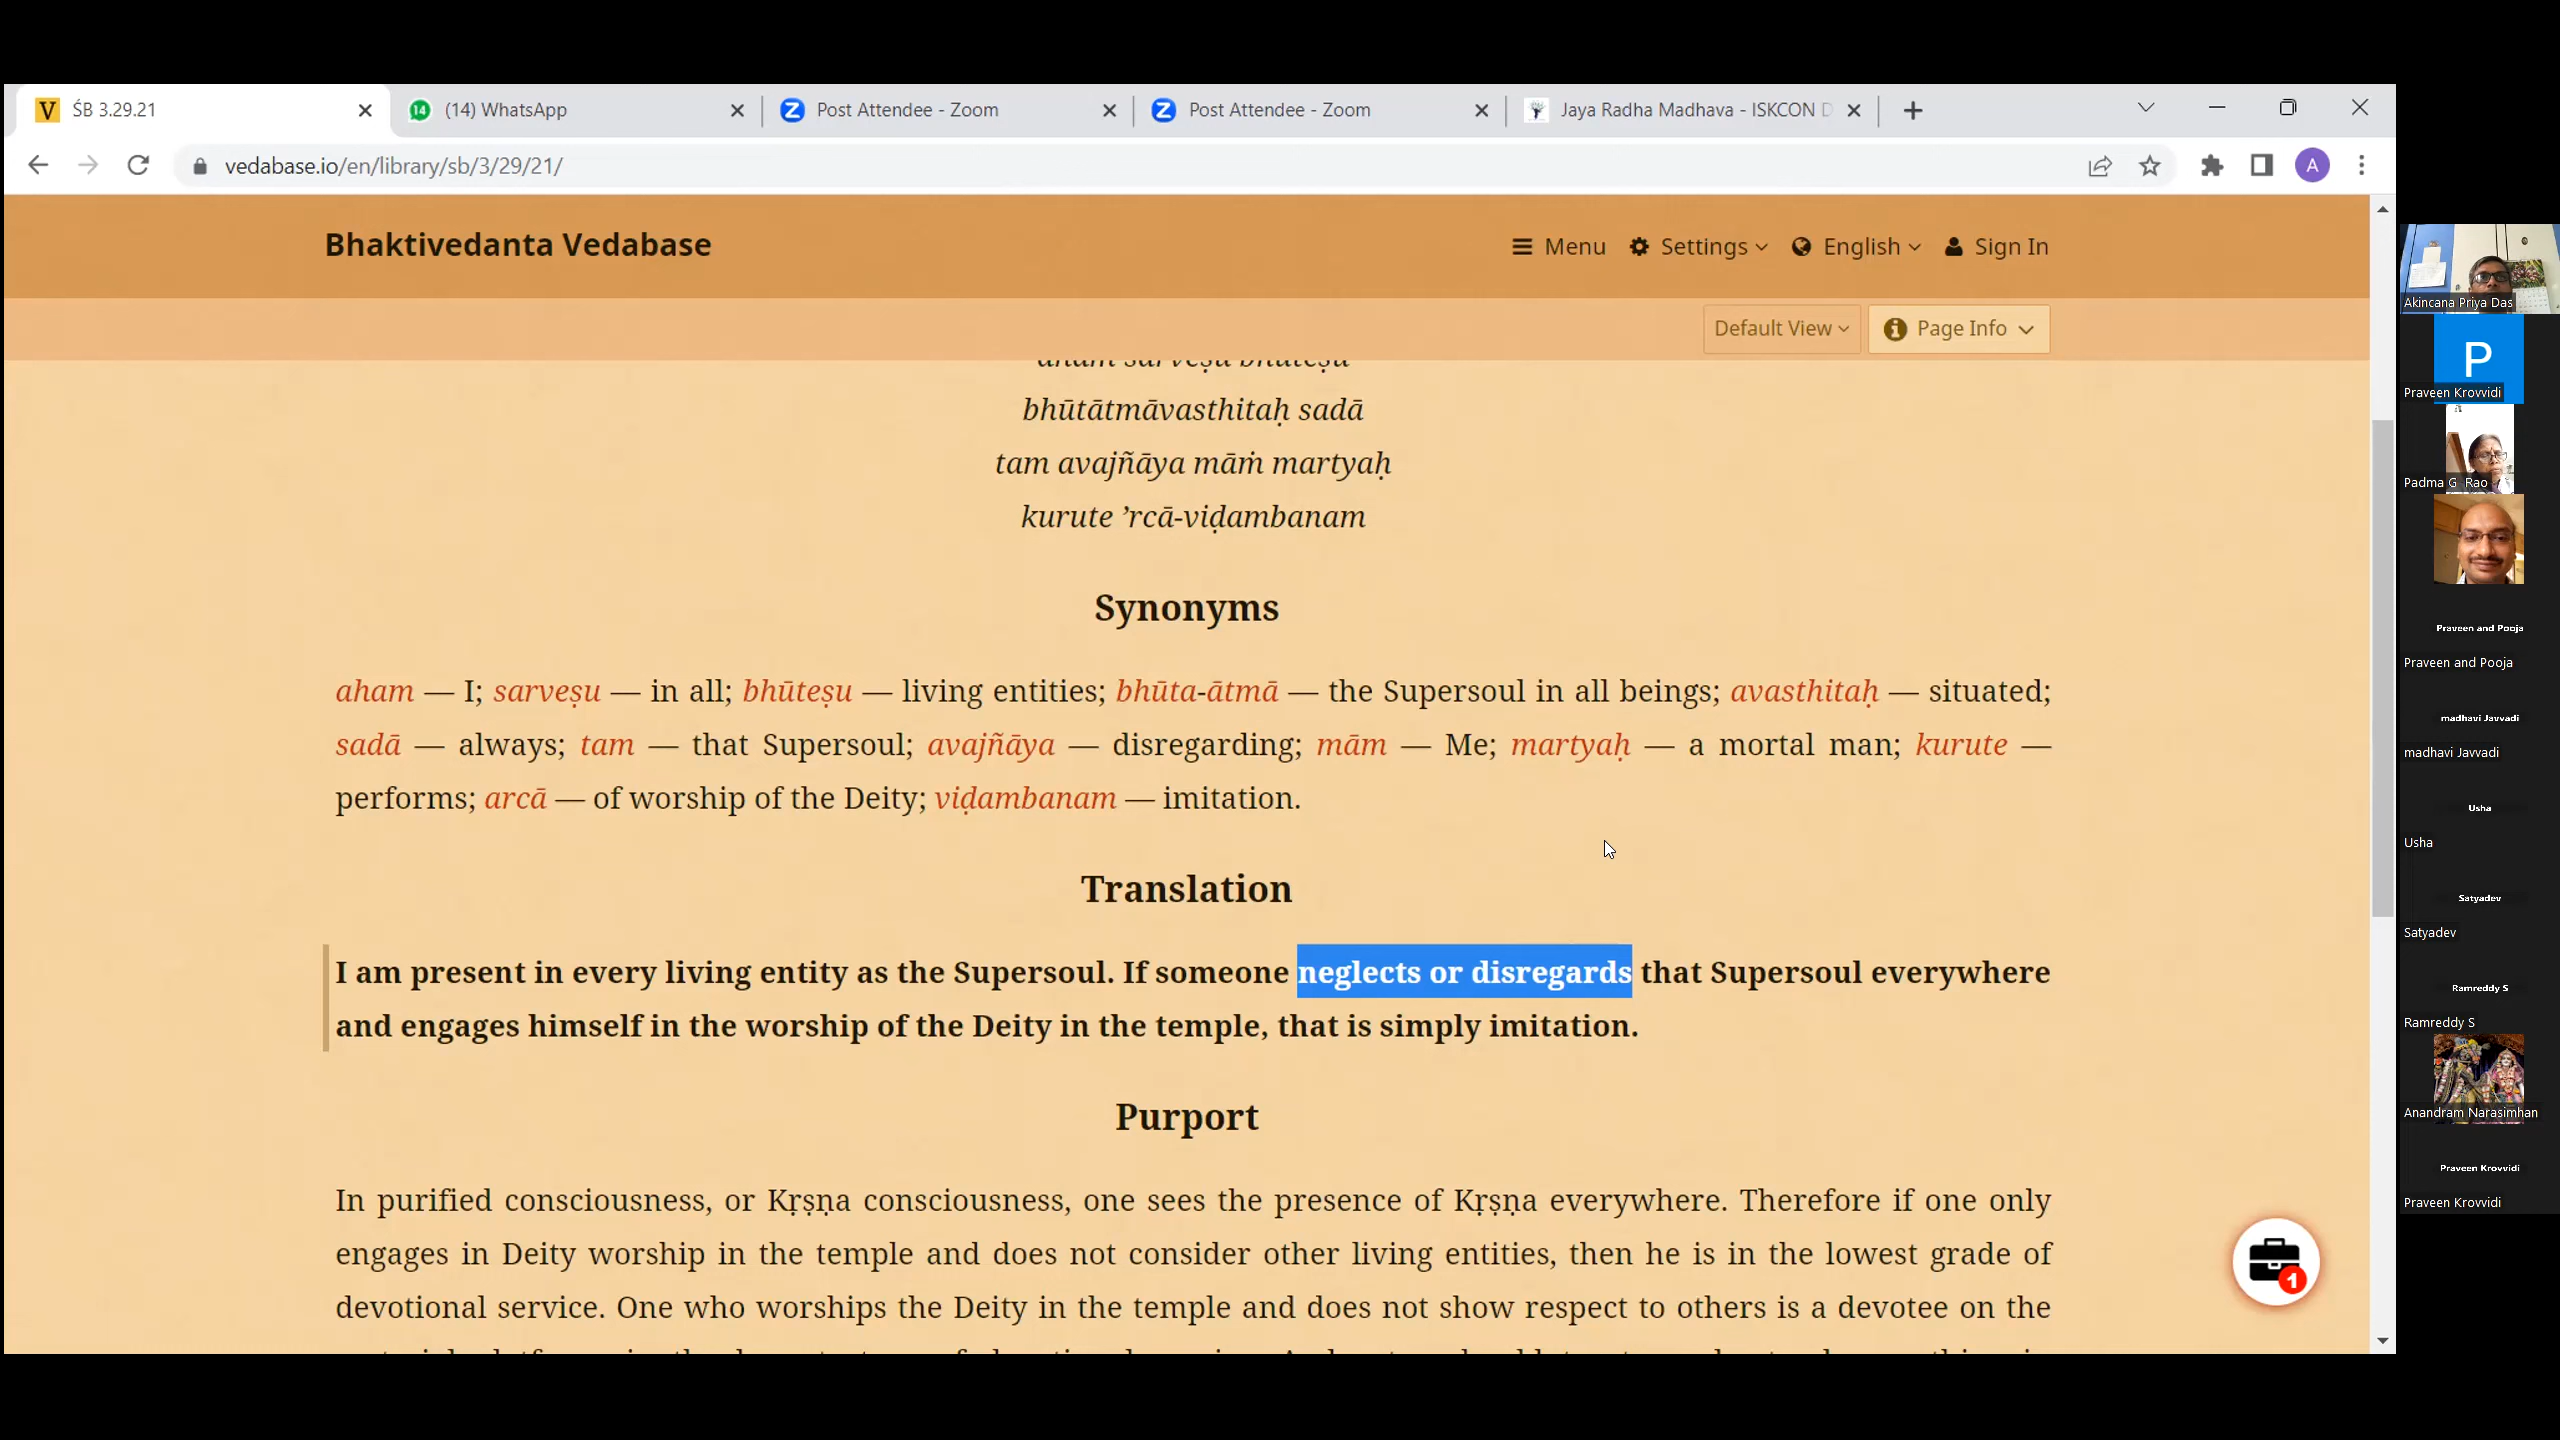 ŚB 3.29.21
(14) WhatsApp
Post Attendee - Zoom
Post Attendee - Zoom
Jaya Radha Madhava - ISKCON D
vedabase.io/en/library/sb/3/29/21/
A
Bhaktivedanta Vedabase
Menu
Settings
English
Sign In
Default View
Page Info
ahaṁ sarveṣu bhūteṣu
bhūtātmāvasthitaḥ sadā
tam avajñāya māṁ martyaḥ
kurute ’rcā-viḍambanam
Synonyms
aham — I; sarveṣu — in all; bhūteṣu — living entities; bhūta-ātmā — the Supersoul in all beings; avasthitaḥ — situated;
sadā — always; tam — that Supersoul; avajñāya — disregarding; mām — Me; martyaḥ — a mortal man; kurute —
performs; arcā — of worship of the Deity; viḍambanam — imitation.
Translation
I am present in every living entity as the Supersoul. If someone neglects or disregards that Supersoul everywhere
and engages himself in the worship of the Deity in the temple, that is simply imitation.
Purport
In purified consciousness, or Kṛṣṇa consciousness, one sees the presence of Kṛṣṇa everywhere. Therefore if one only
engages in Deity worship in the temple and does not consider other living entities, then he is in the lowest grade of
devotional service. One who worships the Deity in the temple and does not show respect to others is a devotee on the
1
Akincana Priya Das
P
Praveen Krovvidi
Padma G Rao
Praveen and Pooja
Praveen and Pooja
madhavi Javvadi
madhavi Javvadi
Usha
Usha
Satyadev
Satyadev
Ramreddy S
Ramreddy S
Anandram Narasimhan
Praveen Krovvidi
Praveen Krovvidi